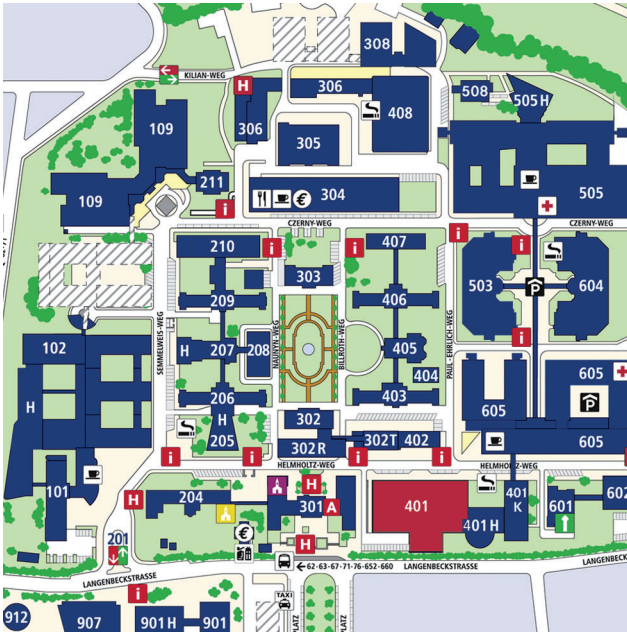 308
KILIAN-WEG
H
306
306
408
508
505 H
109
305
505
109
211
i
304
€
CZERNY-WEG
CZERNY-WEG
210
i
303
i
407
i
i
503
604
P
209
406
SEMMELWEIS-WEG
NAUNYN-WEG
BILLROTH-WEG
PAUL-EHRLICH-WEG
H
207
208
405
i
102
404
605
605
P
H
206
403
H
205
302
302 R
302T
402
605
i
i
i
i
HELMHOLTZ-WEG
HELMHOLTZ-WEG
101
H
204
H
301
A
401
401
K
601
602
401H
201
€
H
62-63-67-71-76-652-660
LANGENBECKSTRASSE
LANGENBECKSTRASSE
LANGENBECK
TAXI
i
912
907
901 H
901
PLATZ
PLATZ